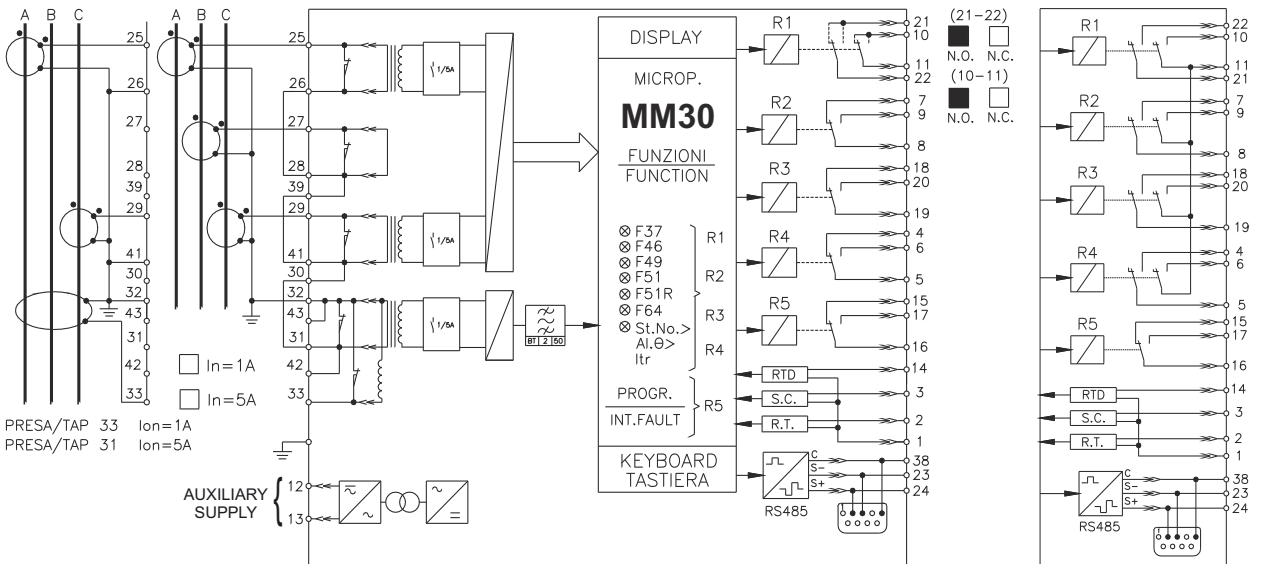 A B C
25
26
27
28
39
29
41
30
32
43
31
42
33
PRESA/TAP 33 Ion=1A
PRESA/TAP 31 Ion=5A
A B C
In=1A
In=5A
25
26
27
28
39
29
41
30
32
43
31
42
33
1/5A
1/5A
1/5A
BT 2 50
AUXILIARY
SUPPLY
12
13
DISPLAY
MICROP.
MM30
FUNZIONI
FUNCTION
F37
F46
F49
F51
F51R
F64
St.No.>
Al.θ>
Itr
R1
R2
R3
R4
PROGR.
INT.FAULT
R5
KEYBOARD
TASTIERA
R1
R2
R3
R4
R5
RTD
S.C.
R.T.
RS485
C
S-
S+
1
21
10
11
22
7
9
8
18
20
19
4
6
5
15
17
16
14
3
2
1
38
23
24
(21-22)
N.O. N.C.
(10-11)
N.O. N.C.
R1
R2
R3
R4
R5
RTD
S.C.
R.T.
RS485
C
S-
S+
1
22
10
11
21
7
9
8
18
20
19
4
6
5
15
17
16
14
3
2
1
38
23
24